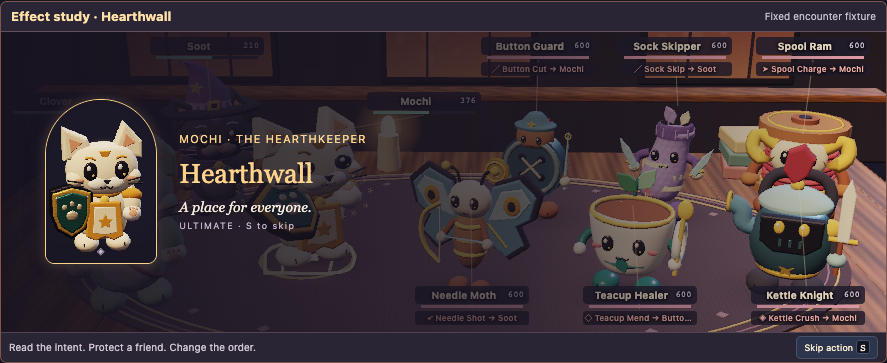 Effect study · Hearthwall
Fixed encounter fixture
Soot 210
Button Guard 600
Button Cut → Mochi
Sock Skipper 600
Sock Skip → Soot
Spool Ram 600
Spool Charge → Mochi
Clover
Mochi 376
MOCHI · THE HEARTHKEEPER
Hearthwall
A place for everyone.
ULTIMATE · S to skip
Needle Moth 600
Needle Shot → Soot
Teacup Healer 600
Teacup Mend → Butto...
Kettle Knight 600
Kettle Crush → Mochi
Read the intent. Protect a friend. Change the order.
Skip action S